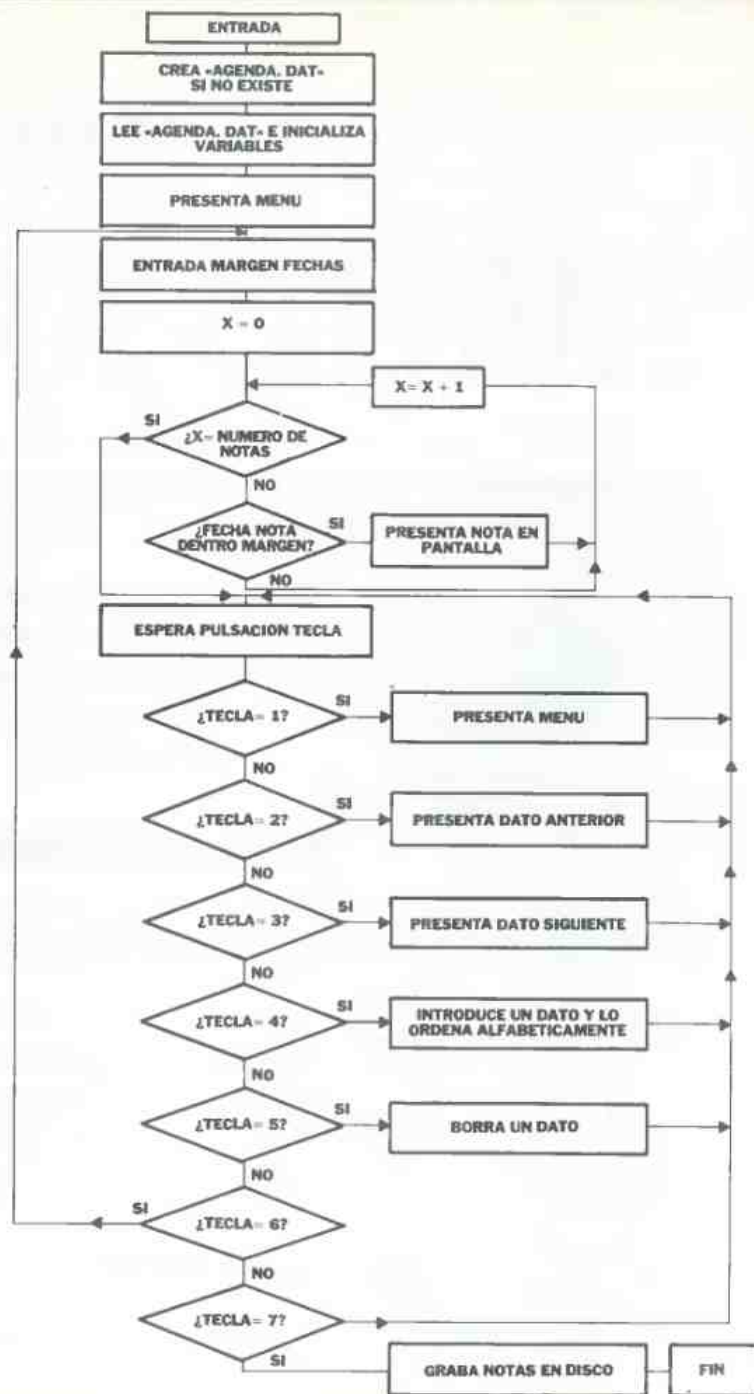 ENTRADA
CREA «AGENDA. DAT»
SI NO EXISTE
LEE «AGENDA. DAT» E INICIALIZA
VARIABLES
PRESENTA MENU
ENTRADA MARGEN FECHAS
X = 0
X= X + 1
SI
¿X= NUMERO DE
NOTAS
NO
¿FECHA NOTA
DENTRO MARGEN?
SI
PRESENTA NOTA EN
PANTALLA
NO
ESPERA PULSACION TECLA
¿TECLA= 1?
SI
PRESENTA MENU
NO
¿TECLA= 2?
SI
PRESENTA DATO ANTERIOR
NO
¿TECLA= 3?
SI
PRESENTA DATO SIGUIENTE
NO
¿TECLA= 4?
SI
INTRODUCE UN DATO Y LO
ORDENA ALFABETICAMENTE
NO
¿TECLA= 5?
SI
BORRA UN DATO
NO
SI
¿TECLA= 6?
NO
¿TECLA= 7?
SI
GRABA NOTAS EN DISCO
FIN